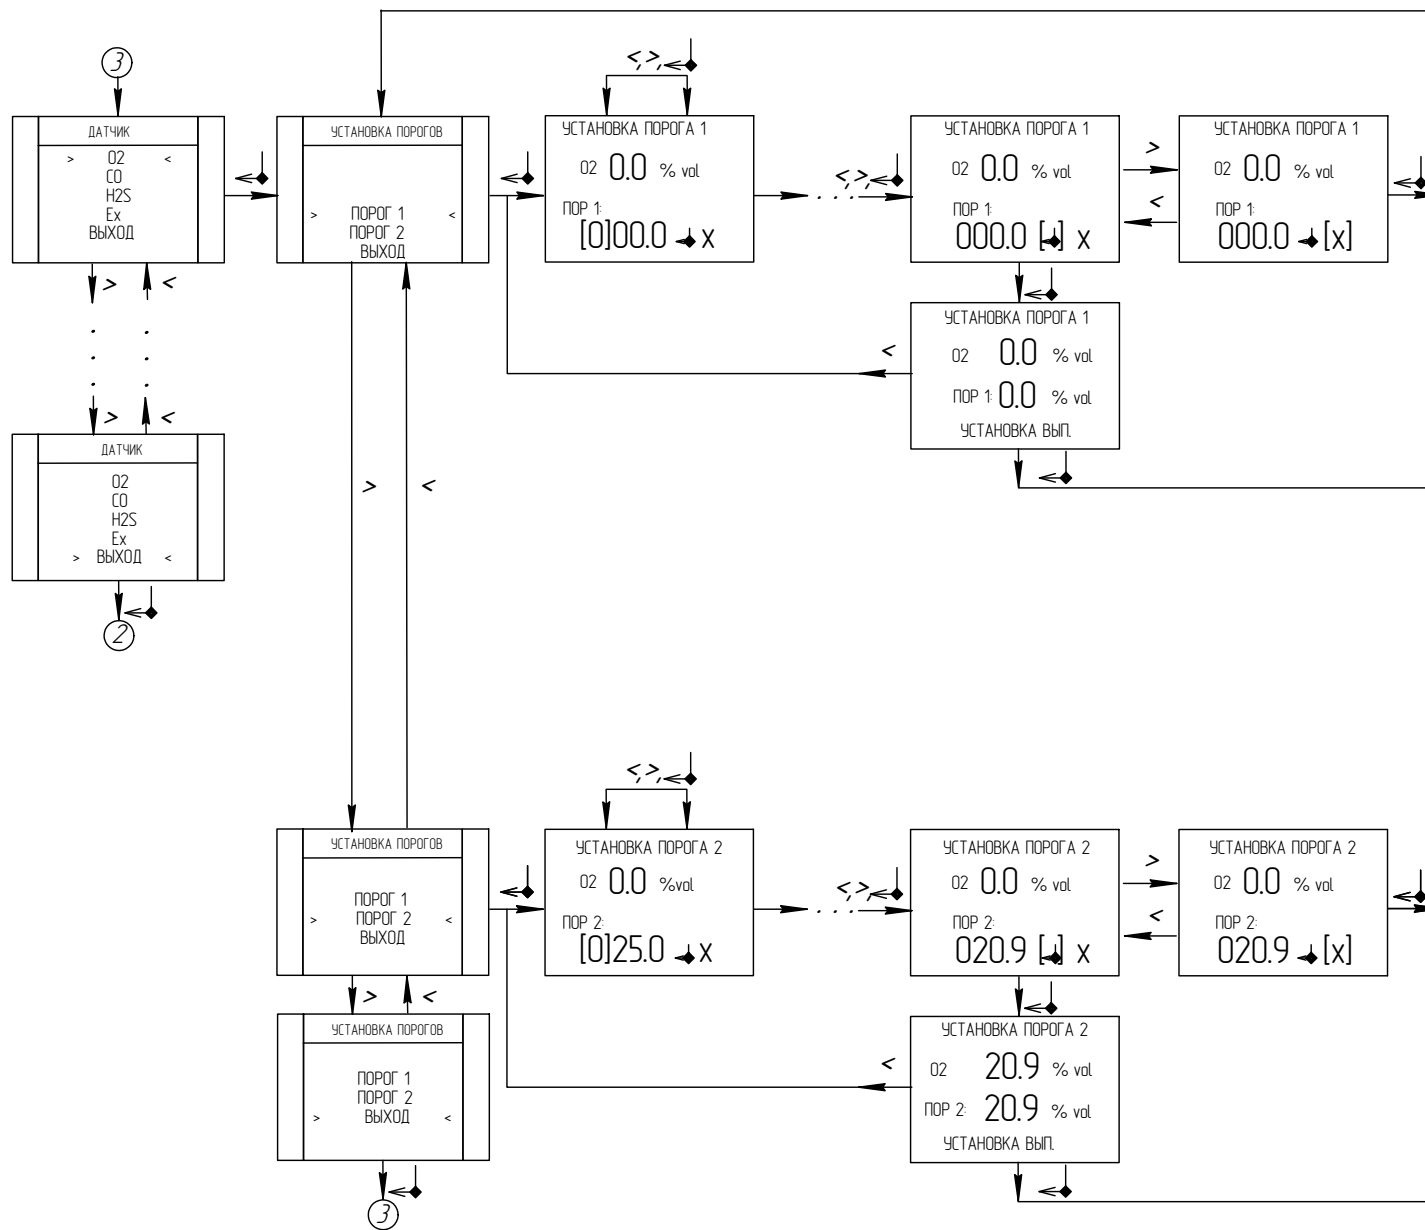 3
ДАТЧИК
> O2 <
CO
H2S
Ex
ВЫХОД
> <
> <
ДАТЧИК
O2
CO
H2S
Ex
> ВЫХОД <
2
УСТАНОВКА ПОРОГОВ
> ПОРОГ 1 <
ПОРОГ 2
ВЫХОД
> <
<,>,
УСТАНОВКА ПОРОГА 1
O2 0.0 % vol
ПОР 1:
[0]00.0 X
<,>,
. . .
УСТАНОВКА ПОРОГА 1
O2 0.0 % vol
ПОР 1:
000.0 [ ] X
>
<
УСТАНОВКА ПОРОГА 1
O2 0.0 % vol
ПОР 1:
000.0 [X]
УСТАНОВКА ПОРОГА 1
O2 0.0 % vol
ПОР 1: 0.0 % vol
УСТАНОВКА ВЫП.
<
УСТАНОВКА ПОРОГОВ
ПОРОГ 1
> ПОРОГ 2 <
ВЫХОД
> <
УСТАНОВКА ПОРОГОВ
ПОРОГ 1
ПОРОГ 2
> ВЫХОД <
3
<,>,
УСТАНОВКА ПОРОГА 2
O2 0.0 %vol
ПОР 2:
[0]25.0 X
<,>,
. . .
УСТАНОВКА ПОРОГА 2
O2 0.0 % vol
ПОР 2:
020.9 [ ] X
>
<
УСТАНОВКА ПОРОГА 2
O2 0.0 % vol
ПОР 2:
020.9 [X]
УСТАНОВКА ПОРОГА 2
O2 20.9 % vol
ПОР 2: 20.9 % vol
УСТАНОВКА ВЫП.
<